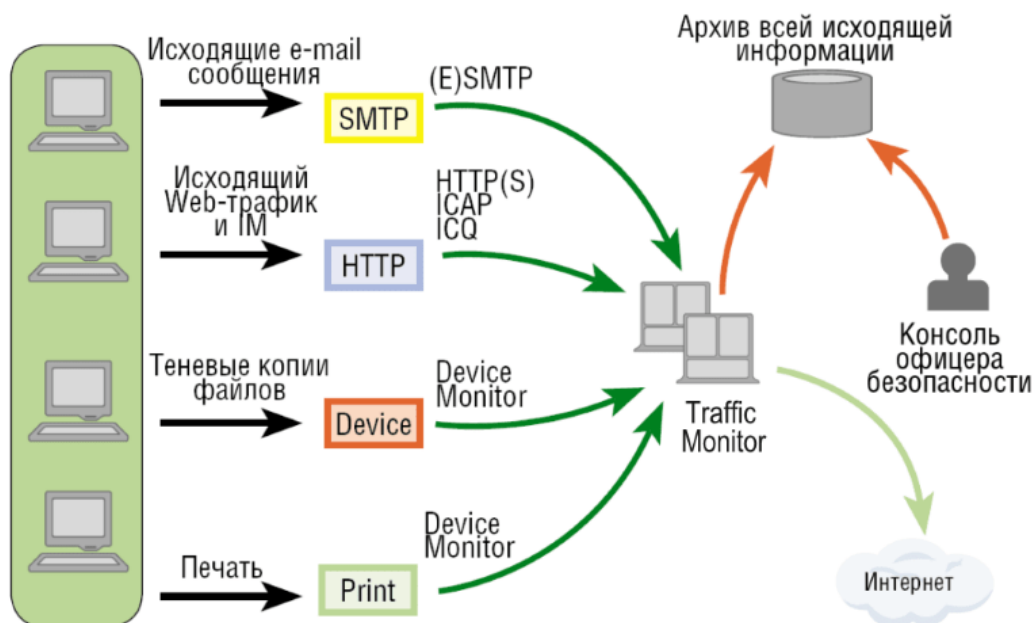 Исходящие e-mail
сообщения
SMTP
(E)SMTP
Архив всей исходящей
информации
Исходящий
Web-трафик
и IM
HTTP
HTTP(S)
ICAP
ICQ
Консоль
офицера
безопасности
Теневые копии
файлов
Device
Device
Monitor
Traffic
Monitor
Печать
Print
Device
Monitor
Интернет